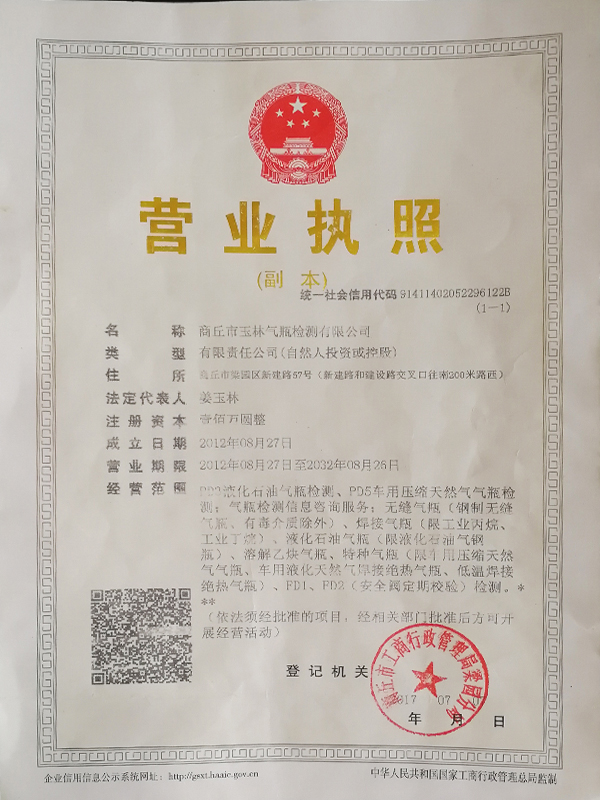 营业执照
(副 本)
统一社会信用代码 91411402052296122B
(1—1)
名 称 商丘市玉林气瓶检测有限公司
类 型 有限责任公司(自然人投资或控股)
住 所 商丘市梁园区新建路57号（新建路和建设路交叉口往南200米路西）
法定代表人 姜玉林
注册资本 壹佰万圆整
成立日期 2012年08月27日
营业期限 2012年08月27日至2032年08月26日
经营范围 PD3液化石油气瓶检测、PD5车用压缩天然气气瓶检
测；气瓶检测信息咨询服务；无缝气瓶（钢制无缝
气瓶、有毒介质除外）、焊接气瓶（限工业丙烷、
工业丁烷）、液化石油气瓶（限液化石油气钢
瓶）、溶解乙炔气瓶、特种气瓶（限车用压缩天然
气气瓶、车用液化天然气焊接绝热气瓶、低温焊接
绝热气瓶）、FD1、FD2（安全阀定期校验）检测。*
**
（依法须经批准的项目，经相关部门批准后方可开
展经营活动）
登记机关
商丘市工商行政管理局梁园分局
2017 07
年 月 日
企业信用信息公示系统网址：http://gsxt.haaic.gov.cn
中华人民共和国国家工商行政管理总局监制